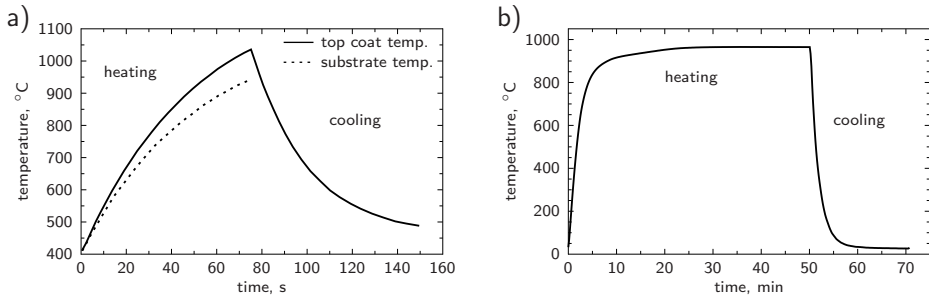 a)
1100
1000
900
800
700
600
500
400
0 20 40 60 80 100 120 140 160
temperature, °C
time, s
heating
cooling
top coat temp.
substrate temp.
b)
1000
800
600
400
200
0
0 10 20 30 40 50 60 70
temperature, °C
time, min
heating
cooling